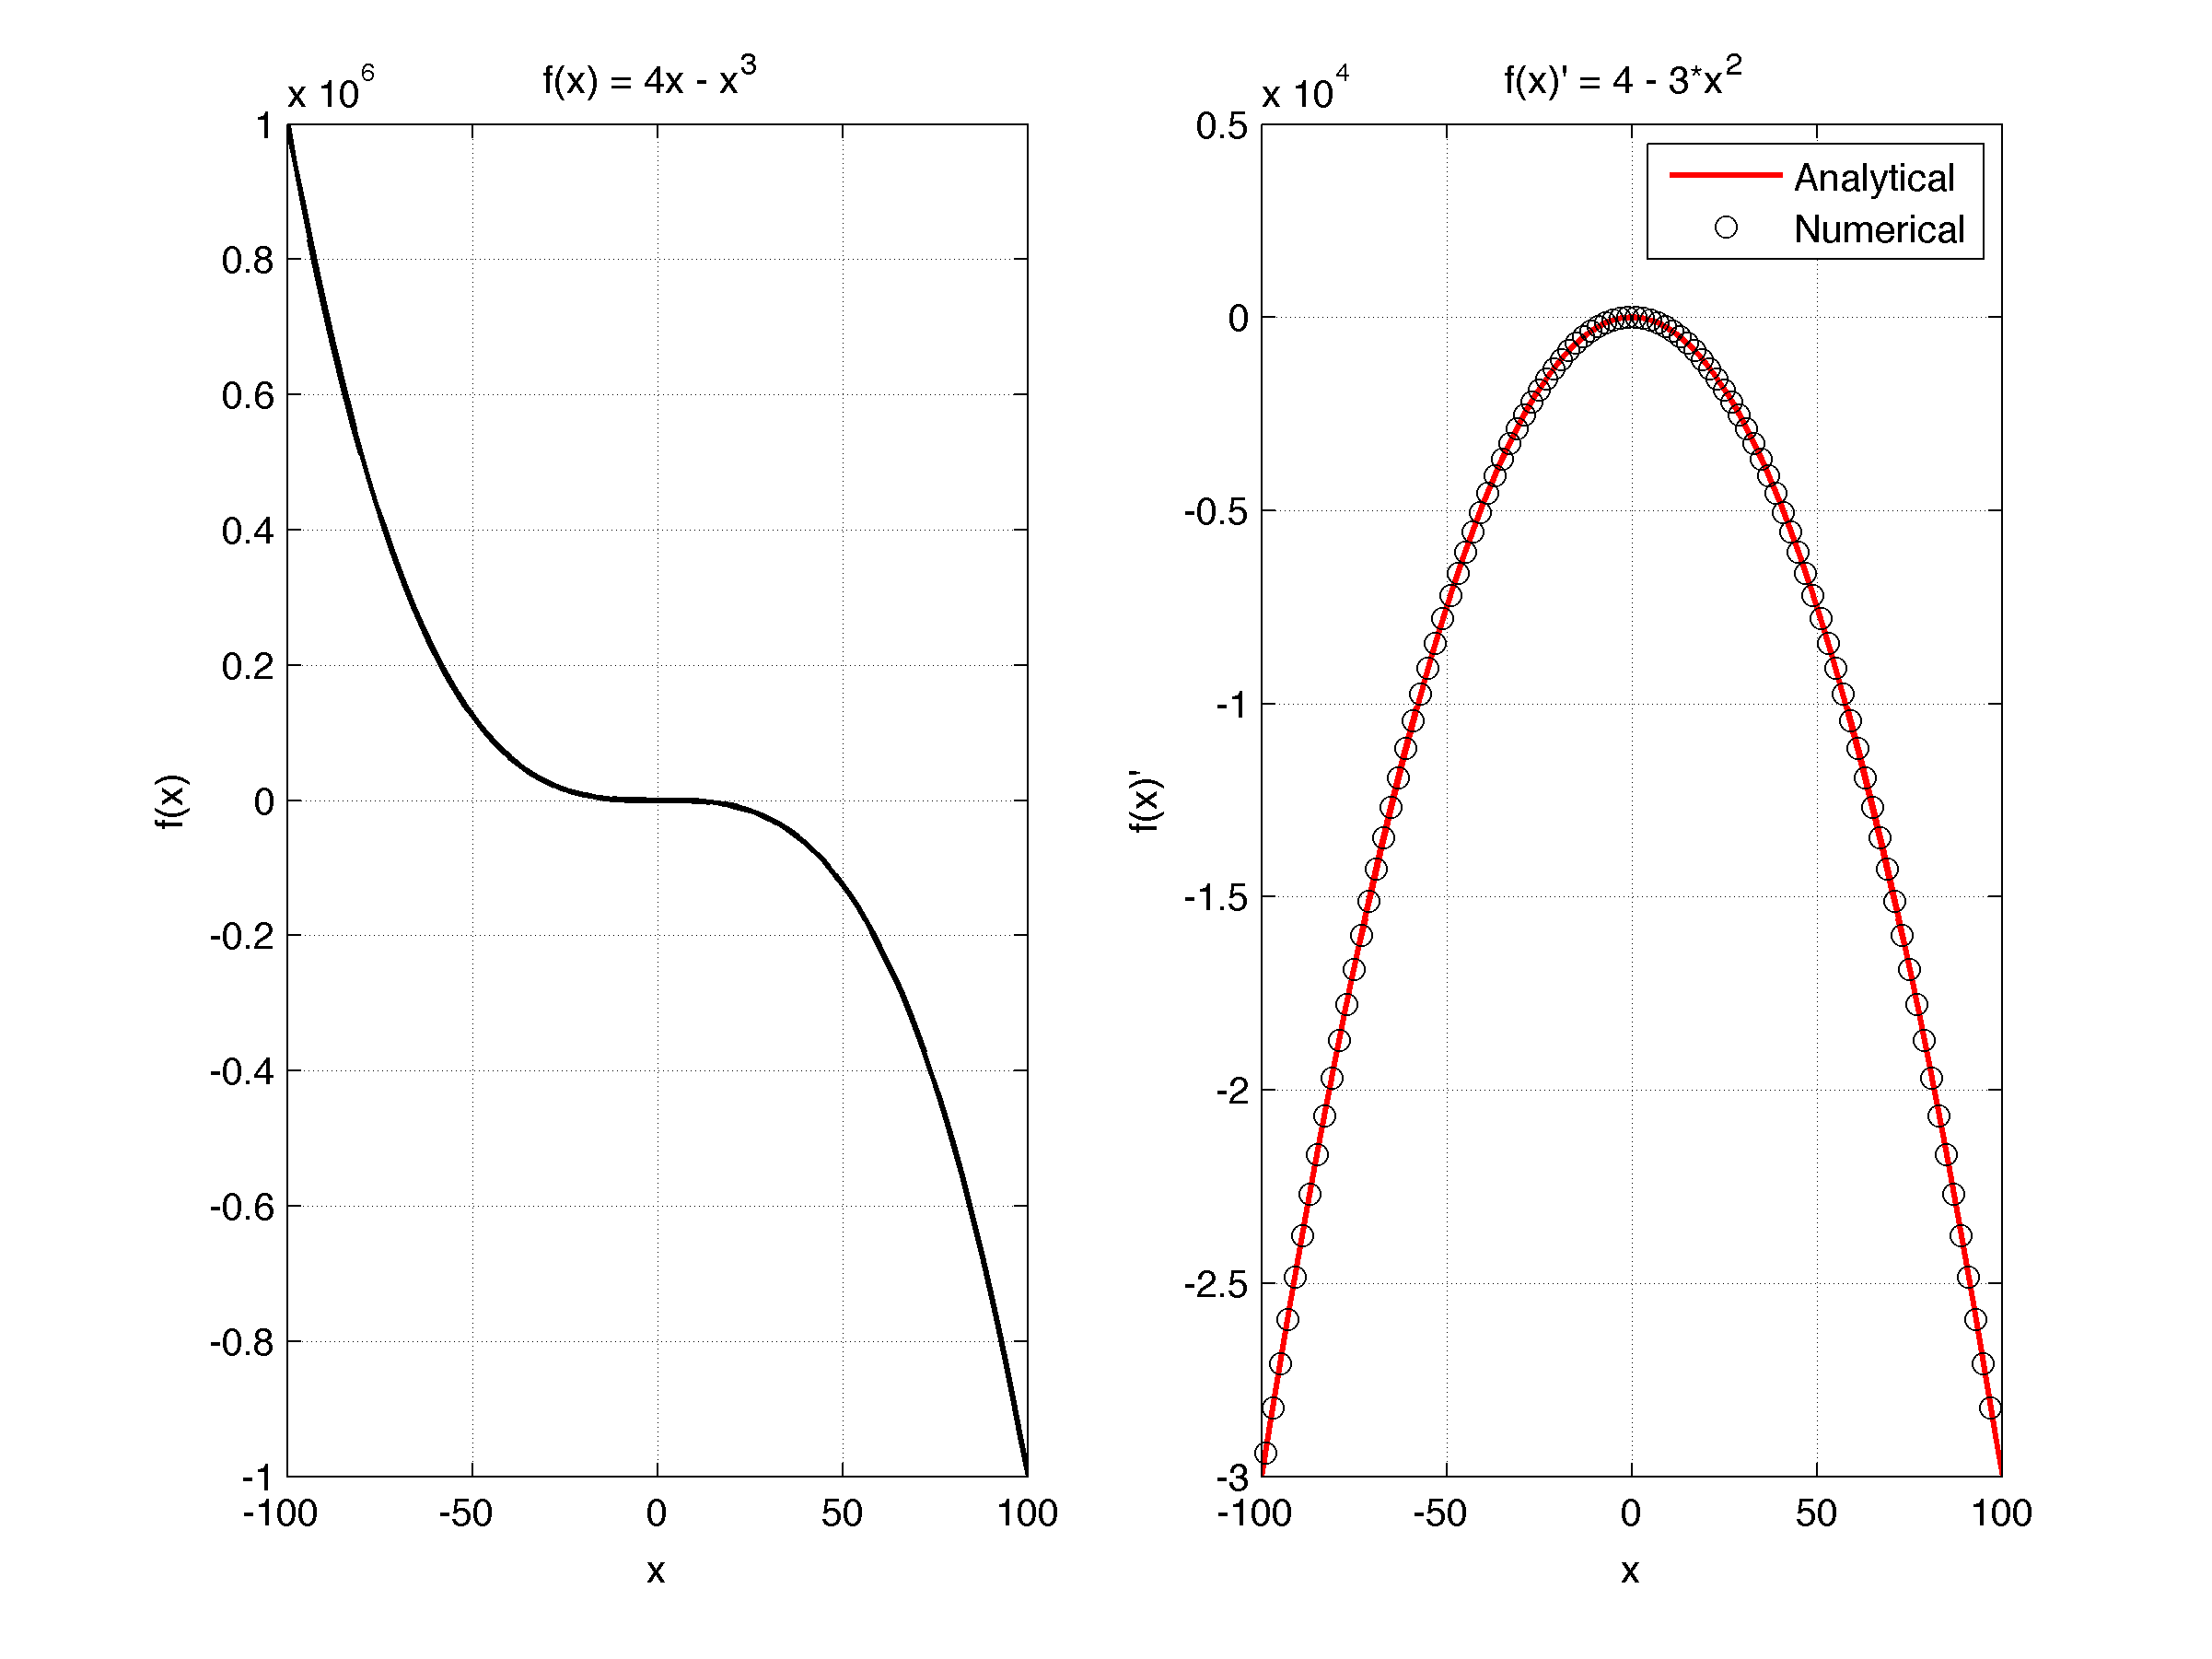 x 10^6
f(x) = 4x - x^3
1
0.8
0.6
0.4
0.2
0
-0.2
-0.4
-0.6
-0.8
-1
f(x)
-100 -50 0 50 100
x
x 10^4
f(x)' = 4 - 3*x^2
0.5
0
-0.5
-1
-1.5
-2
-2.5
-3
f(x)'
Analytical
Numerical
-100 -50 0 50 100
x